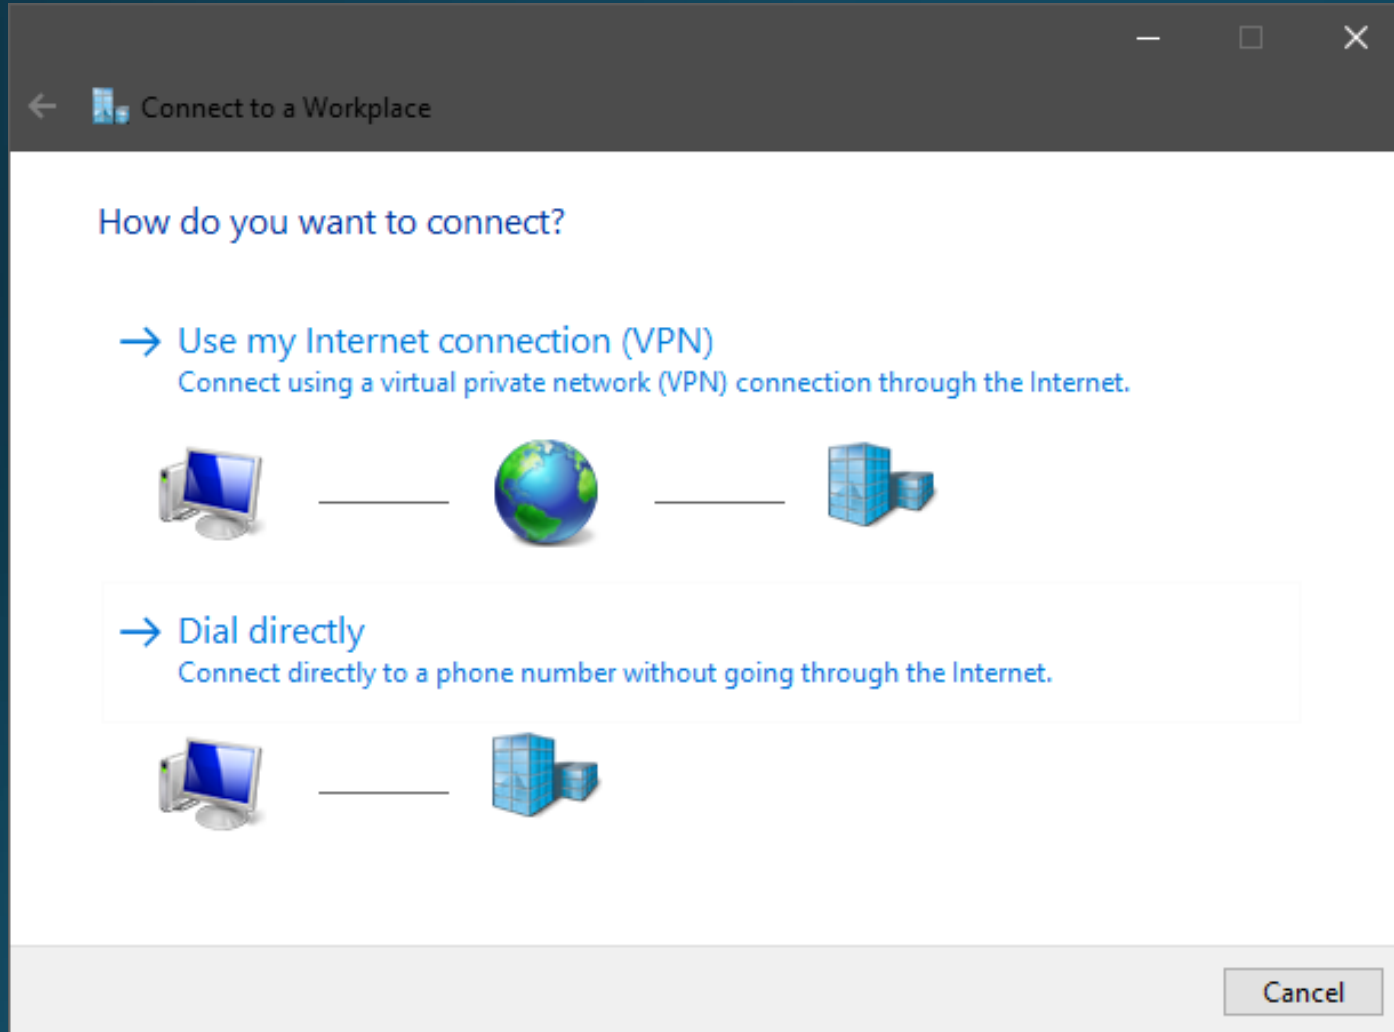 Connect to a Workplace
How do you want to connect?
Use my Internet connection (VPN)
Connect using a virtual private network (VPN) connection through the Internet.
Dial directly
Connect directly to a phone number without going through the Internet.
Cancel